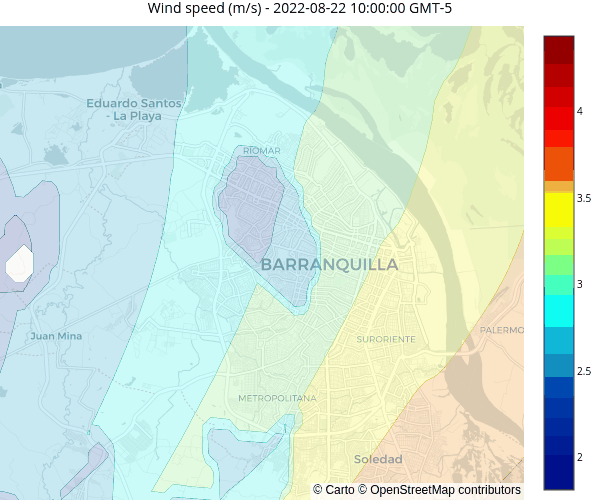 Wind speed (m/s) - 2022-08-22 10:00:00 GMT-5
Eduardo Santos
- La Playa
RIOMAR
BARRANQUILLA
Juan Mina
SURORIENTE
PALERMO
METROPOLITANA
Soledad
4
3.5
3
2.5
2
© Carto © OpenStreetMap contributors